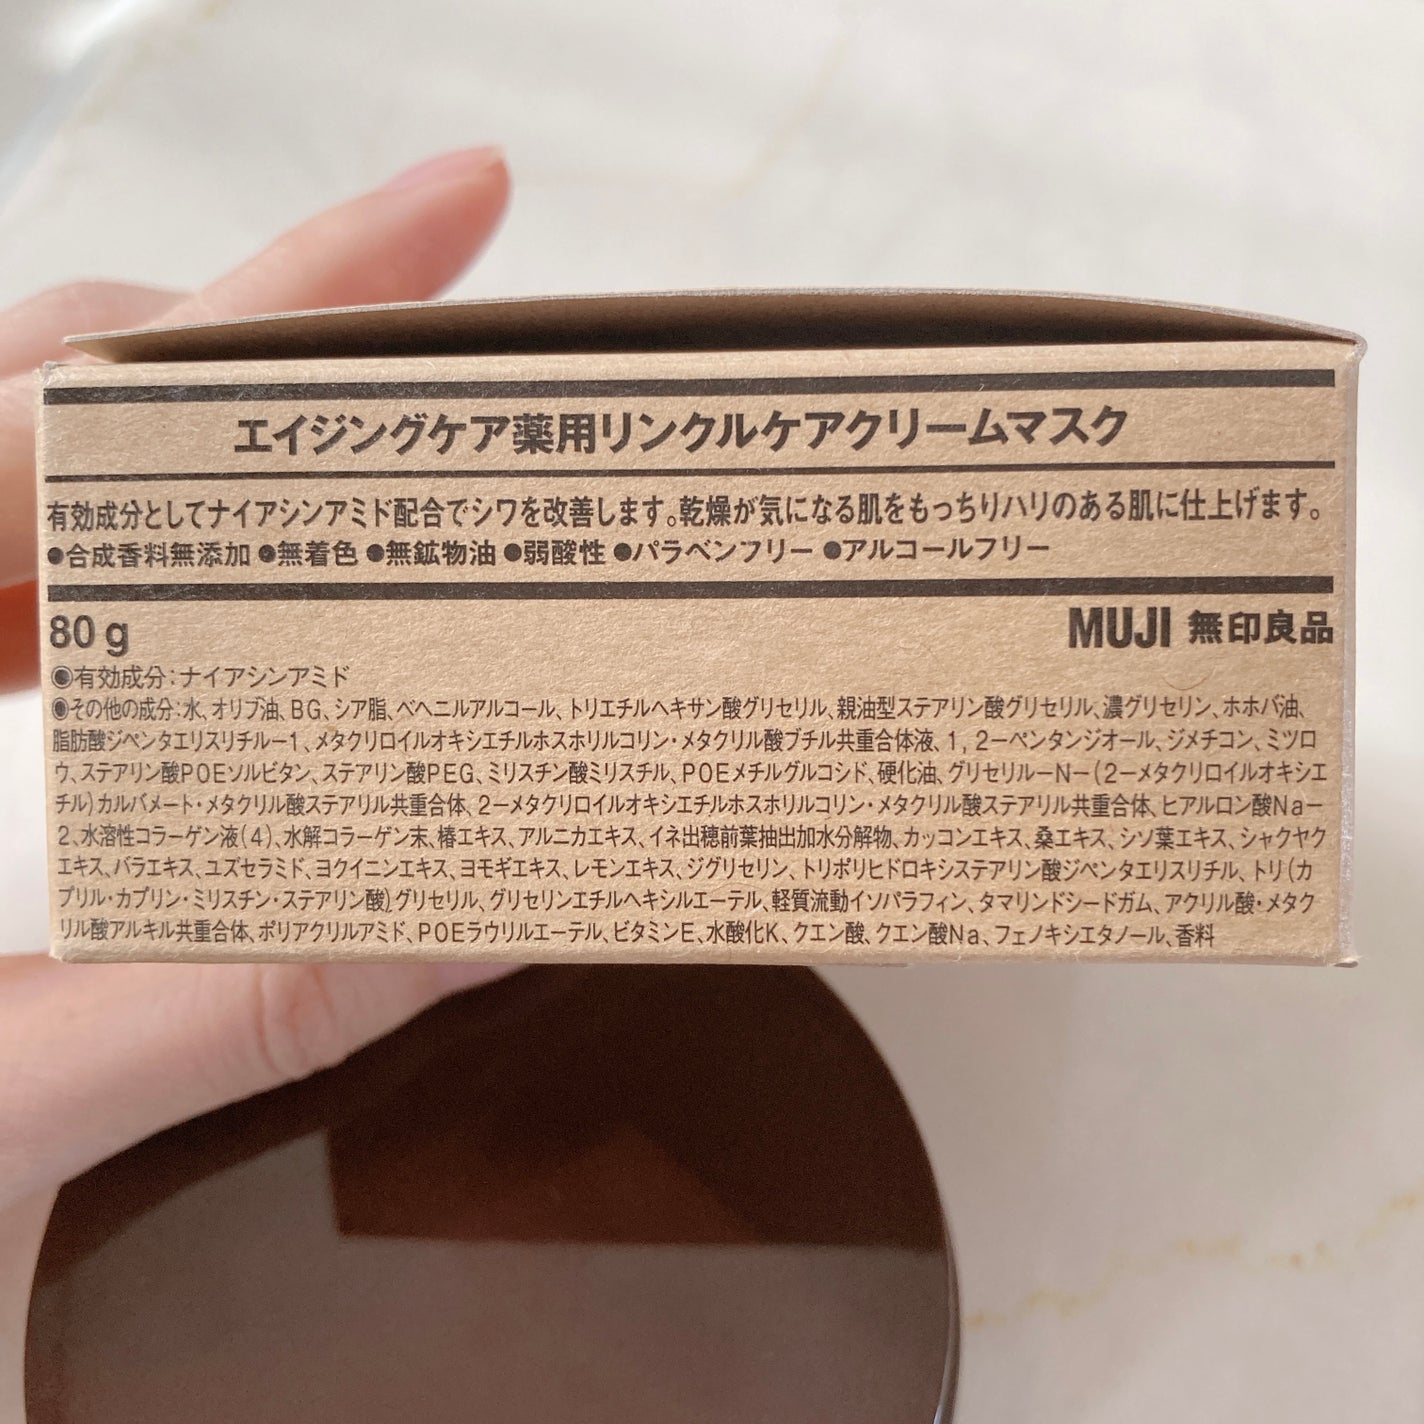 エイジングケア薬用リンクルケアクリームマスク
有効成分としてナイアシンアミド配合でシワを改善します。乾燥が気になる肌をもっちりハリのある肌に仕上げます。
●合成香料無添加 ●無着色 ●無鉱物油 ●弱酸性 ●パラベンフリー ●アルコールフリー
80g
MUJI 無印良品
◉有効成分：ナイアシンアミド
◉その他の成分：水、オリブ油、BG、シア脂、ベヘニルアルコール、トリエチルヘキサン酸グリセリル、親油型ステアリン酸グリセリル、濃グリセリン、ホホバ油、
脂肪酸ジペンタエリスリチルー1、メタクリロイルオキシエチルホスホリルコリン・メタクリル酸ブチル共重合体液、1,2ーペンタンジオール、ジメチコン、ミツロ
ウ、ステアリン酸POEソルビタン、ステアリン酸PEG、ミリスチン酸ミリスチル、POEメチルグルコシド、硬化油、グリセリルーNー(2ーメタクリロイルオキシエ
チル)カルバメート・メタクリル酸ステアリル共重合体、2ーメタクリロイルオキシエチルホスホリルコリン・メタクリル酸ステアリル共重合体、ヒアルロン酸Naー
2、水溶性コラーゲン液(4)、水解コラーゲン末、椿エキス、アルニカエキス、イネ出穂前葉抽出加水分解物、カッコンエキス、桑エキス、シソ葉エキス、シャクヤク
エキス、バラエキス、ユズセラミド、ヨクイニンエキス、ヨモギエキス、レモンエキス、ジグリセリン、トリポリヒドロキシステアリン酸ジペンタエリスリチル、トリ(カ
プリル・カプリン・ミリスチン・ステアリン酸)グリセリル、グリセリンエチルヘキシルエーテル、軽質流動イソパラフィン、タマリンドシードガム、アクリル酸・メタク
リル酸アルキル共重合体、ポリアクリルアミド、POEラウリルエーテル、ビタミンE、水酸化K、クエン酸、クエン酸Na、フェノキシエタノール、香料